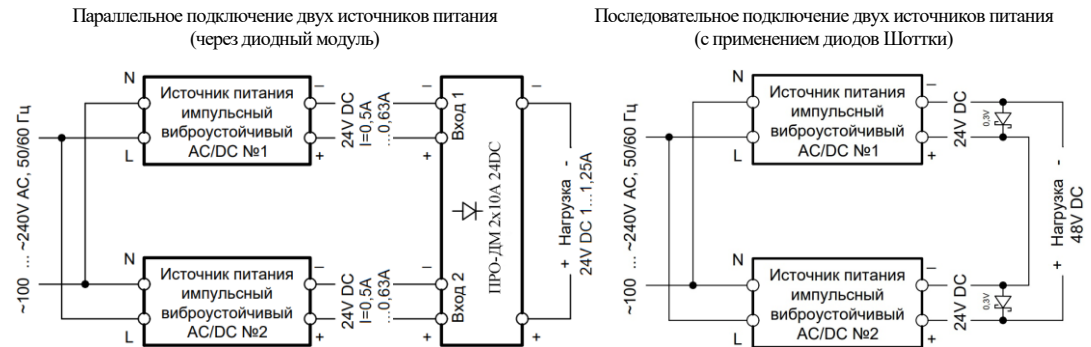 Параллельное подключение двух источников питания
(через диодный модуль)
~100 ... ~240V AC, 50/60 Гц
N
L
Источник питания
импульсный
виброустойчивый
AC/DC №1
–
+
24V DC
I=0,5A
...0,63A
–
+
Вход 1
N
L
Источник питания
импульсный
виброустойчивый
AC/DC №2
–
+
24V DC
I=0,5A
...0,63A
–
+
Вход 2
ПРО-ДМ 2x10А 24DC
–
+
+ Нагрузка -
24V DC 1...1,25A
Последовательное подключение двух источников питания
(с применением диодов Шоттки)
~100 ... ~240V AC, 50/60 Гц
N
L
Источник питания
импульсный
виброустойчивый
AC/DC №1
–
+
24V DC
0,3V
N
L
Источник питания
импульсный
виброустойчивый
AC/DC №2
–
+
24V DC
0,3V
+ Нагрузка -
48V DC